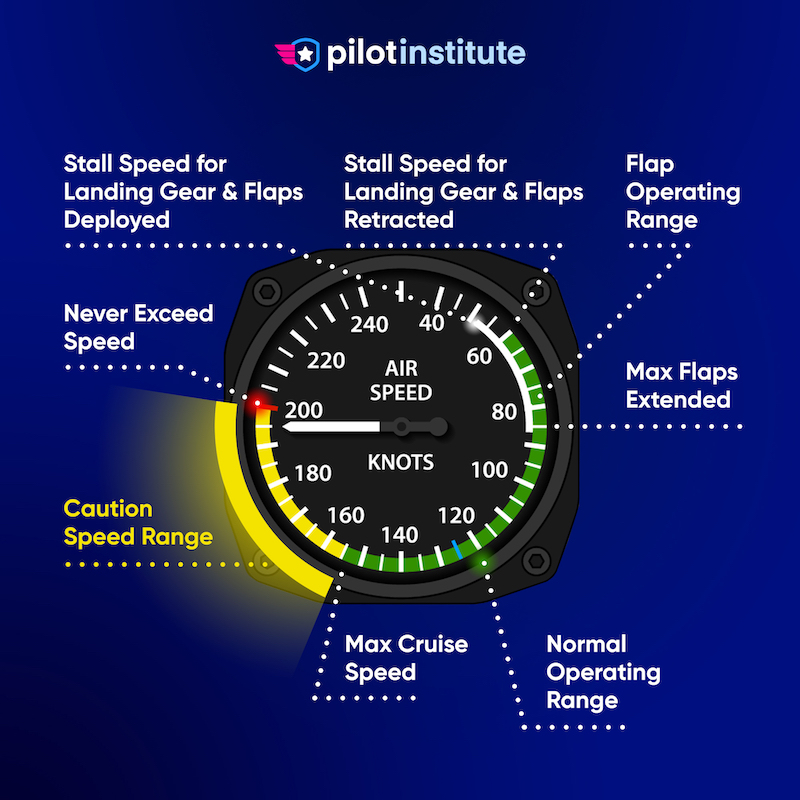 pilotinstitute
Stall Speed for
Landing Gear & Flaps
Deployed
Stall Speed for
Landing Gear & Flaps
Retracted
Flap
Operating
Range
Never Exceed
Speed
Max Flaps
Extended
240
40
220
60
AIR
SPEED
200
80
KNOTS
180
100
160
120
140
Caution
Speed Range
Max Cruise
Speed
Normal
Operating
Range